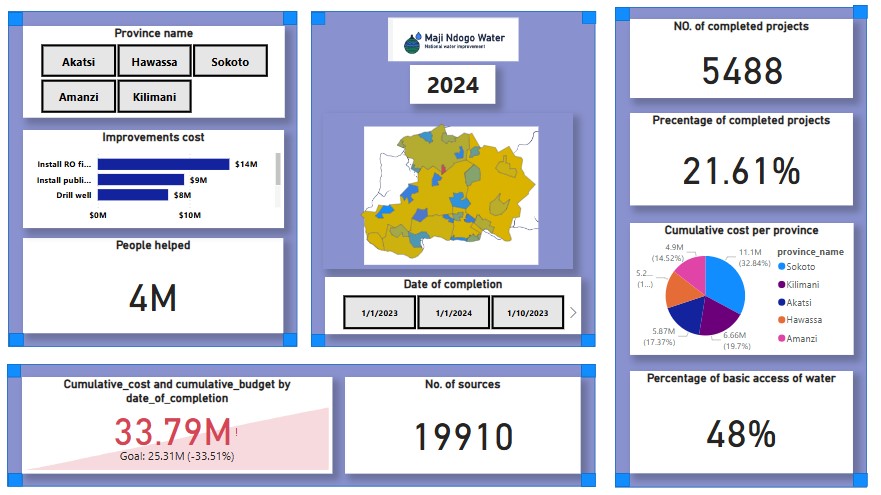 Province name
Akatsi
Hawassa
Sokoto
Amanzi
Kilimani
Improvements cost
Install RO fi...
$14M
Install publi...
$9M
Drill well
$8M
$0M
$10M
People helped
4M
Maji Ndogo Water
National water improvement
2024
Date of completion
1/1/2023
1/1/2024
1/10/2023
NO. of completed projects
5488
Precentage of completed projects
21.61%
Cumulative cost per province
4.9M
(14.52%)
11.1M
(32.84%)
5.2...
(1...)
5.87M
(17.37%)
6.66M
(19.7%)
province_name
Sokoto
Kilimani
Akatsi
Hawassa
Amanzi
Cumulative_cost and cumulative_budget by
date_of_completion
33.79M!
Goal: 25.31M (-33.51%)
No. of sources
19910
Percentage of basic access of water
48%